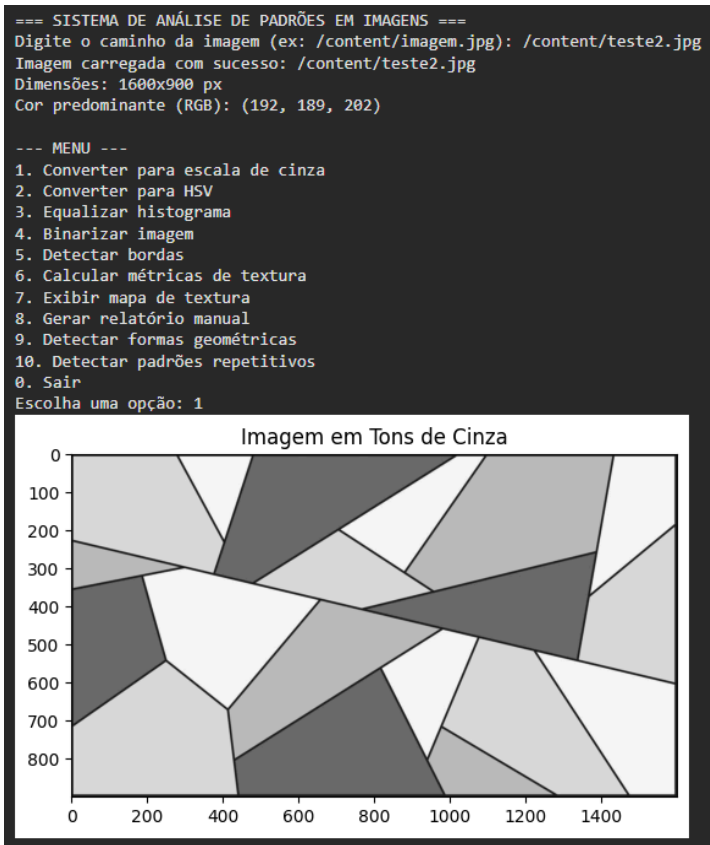 === SISTEMA DE ANÁLISE DE PADRÕES EM IMAGENS ===
Digite o caminho da imagem (ex: /content/imagem.jpg): /content/teste2.jpg
Imagem carregada com sucesso: /content/teste2.jpg
Dimensões: 1600x900 px
Cor predominante (RGB): (192, 189, 202)
--- MENU ---
1. Converter para escala de cinza
2. Converter para HSV
3. Equalizar histograma
4. Binarizar imagem
5. Detectar bordas
6. Calcular métricas de textura
7. Exibir mapa de textura
8. Gerar relatório manual
9. Detectar formas geométricas
10. Detectar padrões repetitivos
0. Sair
Escolha uma opção: 1
Imagem em Tons de Cinza
0
100
200
300
400
500
600
700
800
0 200 400 600 800 1000 1200 1400